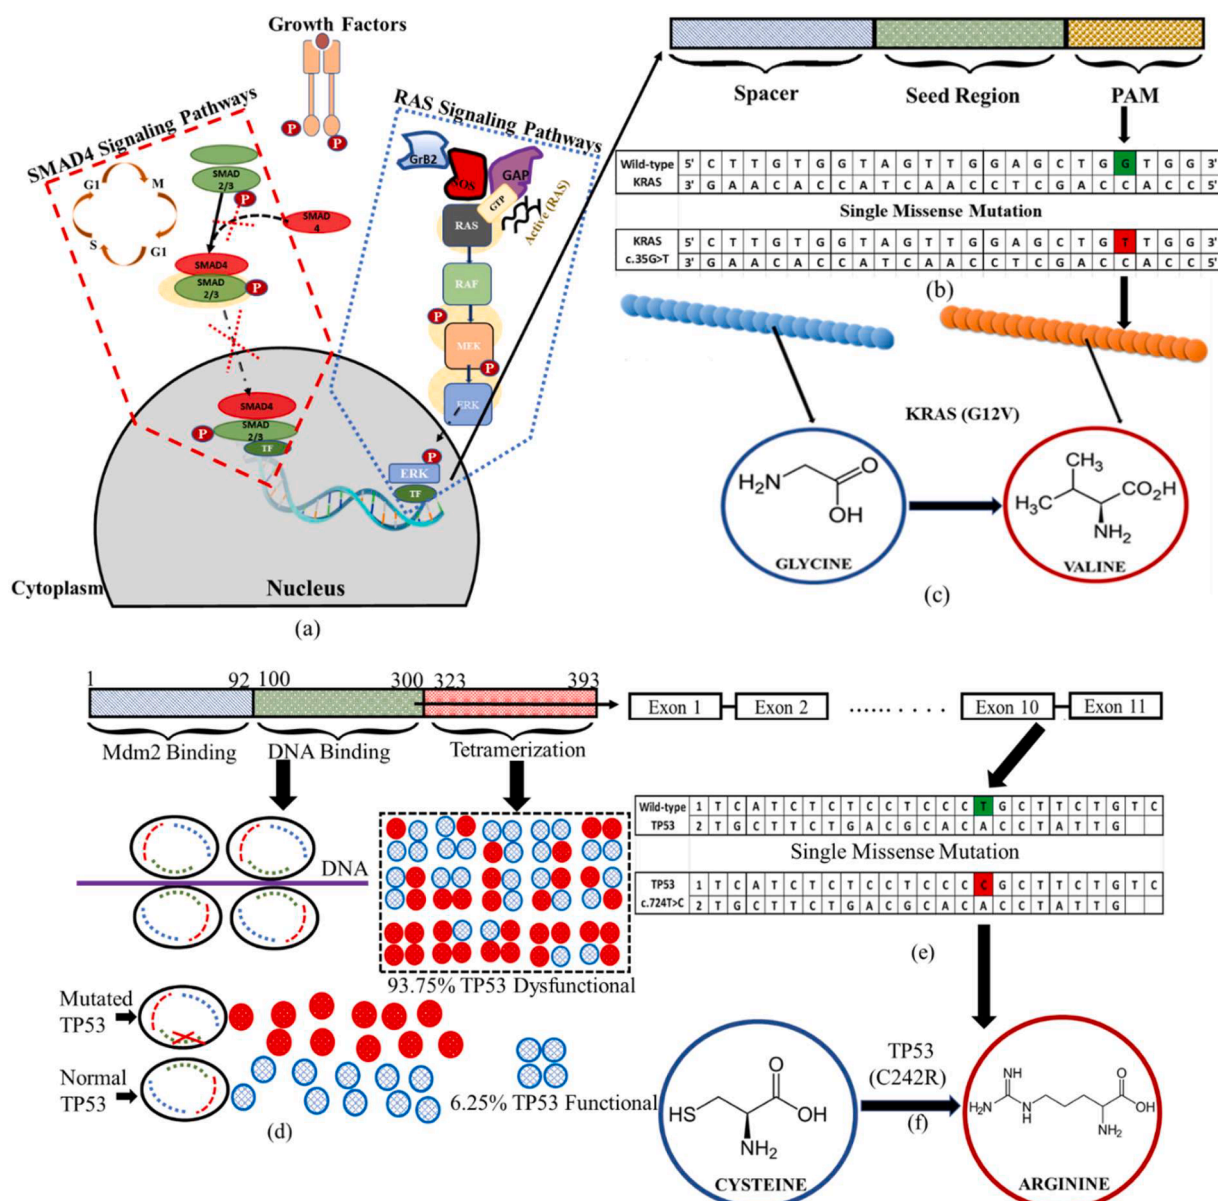 Growth Factors
P
P
SMAD4 Signaling Pathways
G1
M
S
G1
SMAD
2/3
P
SMAD
4
SMAD4
SMAD
2/3
P
SMAD4
SMAD
2/3
P
TF
RAS Signaling Pathways
GrB2
SOS
GAP
GTP
Active (RAS)
RAS
RAF
P
MEK
P
ERK
P
ERK
TF
Cytoplasm
Nucleus
(a)
Spacer
Seed Region
PAM
Wild-type 5' C T T G T G G T A G T T G G A G C T G G T G G 3'
KRAS 3' G A A C A C C A T C A A C C T C G A C C A C C 5'
Single Missense Mutation
KRAS 5' C T T G T G G T A G T T G G A G C T G T T G G 3'
c.35G>T 3' G A A C A C C A T C A A C C T C G A C C A C C 5'
(b)
KRAS (G12V)
H₂N
O
OH
GLYCINE
CH₃
H₃C
CO₂H
NH₂
VALINE
(c)
1
92
100
300
323
393
Mdm2 Binding
DNA Binding
Tetramerization
DNA
93.75% TP53 Dysfunctional
Mutated
TP53
Normal
TP53
6.25% TP53 Functional
(d)
Exon 1
Exon 2
Exon 10
Exon 11
Wild-type 1 T C A T C T C T C C T C C C T G C T T C T G T C
TP53 2 T G C T T C T G A C G C A C A C C T A T T G
Single Missense Mutation
TP53 1 T C A T C T C T C C T C C C C G C T T C T G T C
c.724T>C 2 T G C T T C T G A C G C A C A C C T A T T G
(e)
HS
O
OH
NH₂
CYSTEINE
TP53
(C242R)
(f)
NH
H₂N
N
H
O
OH
NH₂
ARGININE